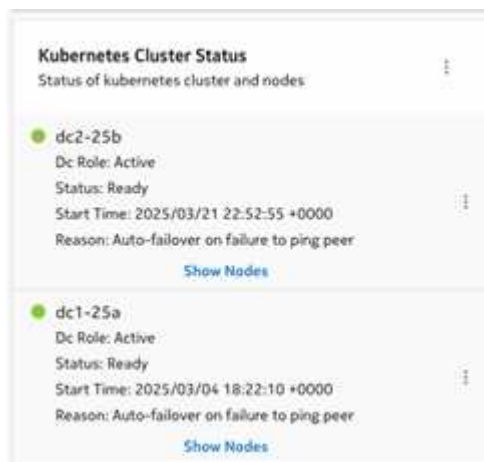 Kubernetes Cluster Status
Status of kubernetes cluster and nodes
dc2-25b
Dc Role: Active
Status: Ready
Start Time: 2025/03/21 22:52:55 +0000
Reason: Auto-failover on failure to ping peer
Show Nodes
dc1-25a
Dc Role: Active
Status: Ready
Start Time: 2025/03/04 18:22:10 +0000
Reason: Auto-failover on failure to ping peer
Show Nodes